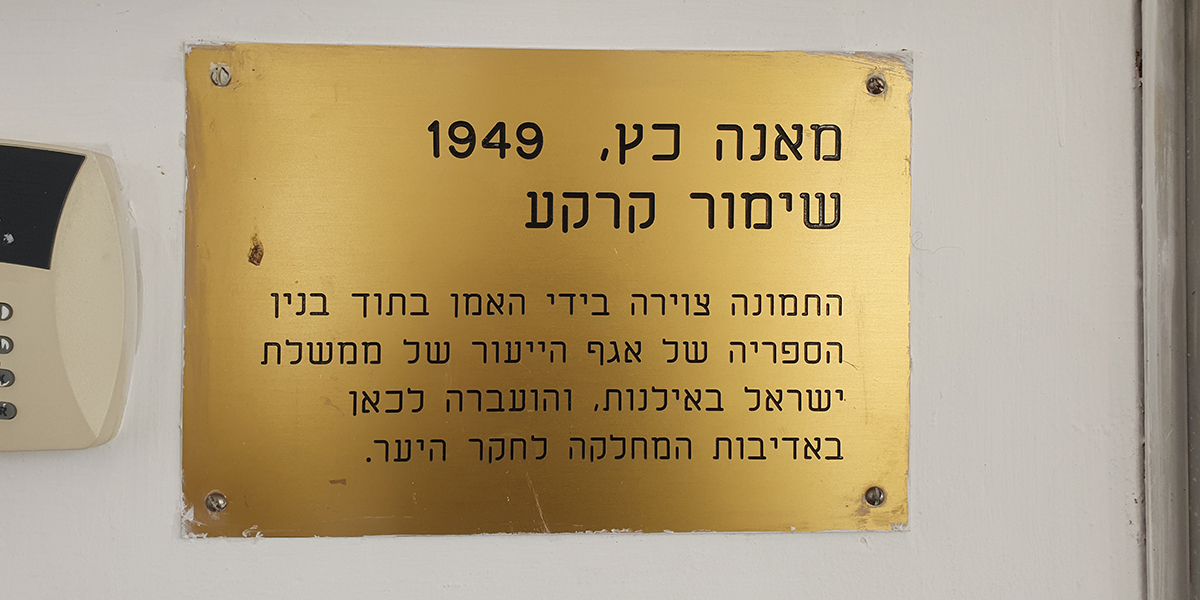 מאנה כץ, 1949
שימור קרקע
התמונה צוירה בידי האמן בתוך בנין
הספריה של אגף הייעור של ממשלת
ישראל באילנות, והועברה לכאן
באדיבות המחלקה לחקר היער.